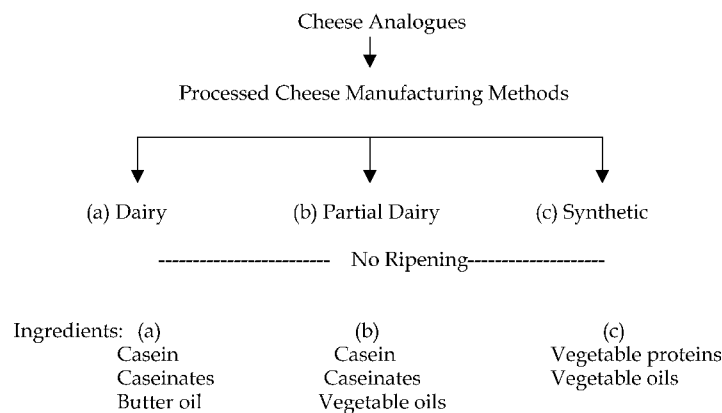 Cheese Analogues
Processed Cheese Manufacturing Methods
(a) Dairy (b) Partial Dairy (c) Synthetic
------------------------- No Ripening--------------------
Ingredients: (a) (b) (c)
Casein Casein Vegetable proteins
Caseinates Caseinates Vegetable oils
Butter oil Vegetable oils